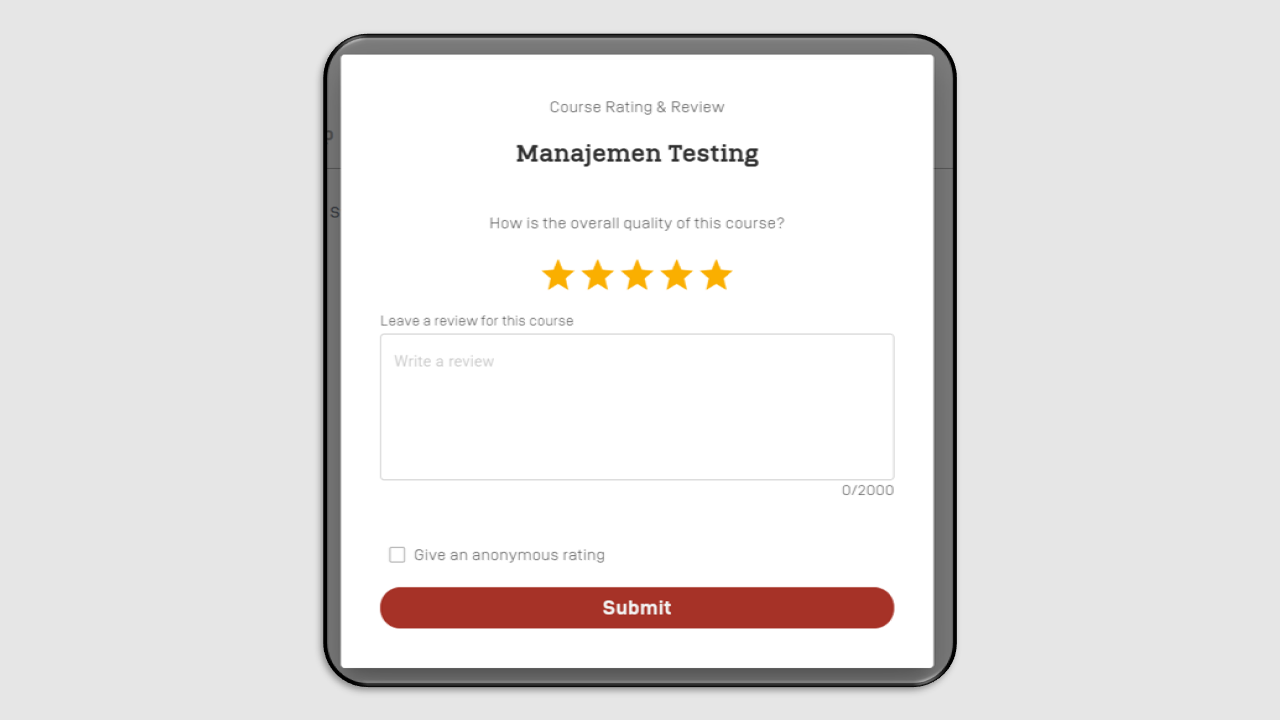 Course Rating & Review
Manajemen Testing
How is the overall quality of this course?
Leave a review for this course
Write a review
0/2000
Give an anonymous rating
Submit